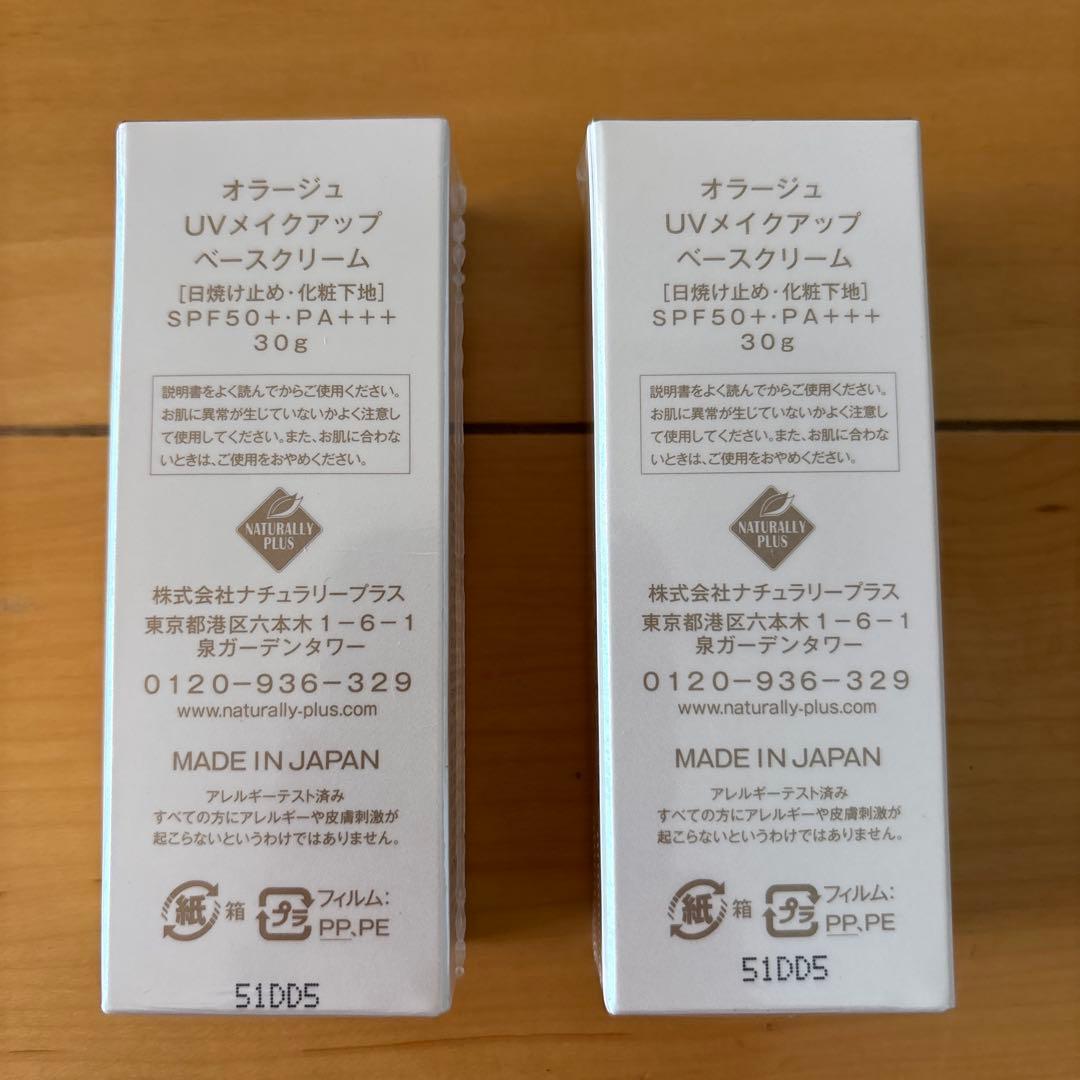 オラージュ
UVメイクアップ
ベースクリーム
[日焼け止め・化粧下地]
SPF50+・PA+++
30g
説明書をよく読んでからご使用ください。
お肌に異常が生じていないかよく注意し
て使用してください。また、お肌に合わな
いときは、ご使用をおやめください。
NATURALLY
PLUS
株式会社ナチュラリープラス
東京都港区六本木1-6-1
泉ガーデンタワー
0120-936-329
www.naturally-plus.com
MADE IN JAPAN
アレルギーテスト済み
すべての方にアレルギーや皮膚刺激が
起こらないというわけではありません。
紙 箱 プラ フィルム:
PP、PE
51DD5
オラージュ
UVメイクアップ
ベースクリーム
[日焼け止め・化粧下地]
SPF50+・PA+++
30g
説明書をよく読んでからご使用ください。
お肌に異常が生じていないかよく注意し
て使用してください。また、お肌に合わな
いときは、ご使用をおやめください。
NATURALLY
PLUS
株式会社ナチュラリープラス
東京都港区六本木1-6-1
泉ガーデンタワー
0120-936-329
www.naturally-plus.com
MADE IN JAPAN
アレルギーテスト済み
すべての方にアレルギーや皮膚刺激が
起こらないというわけではありません。
紙 箱 プラ フィルム:
PP、PE
51DD5